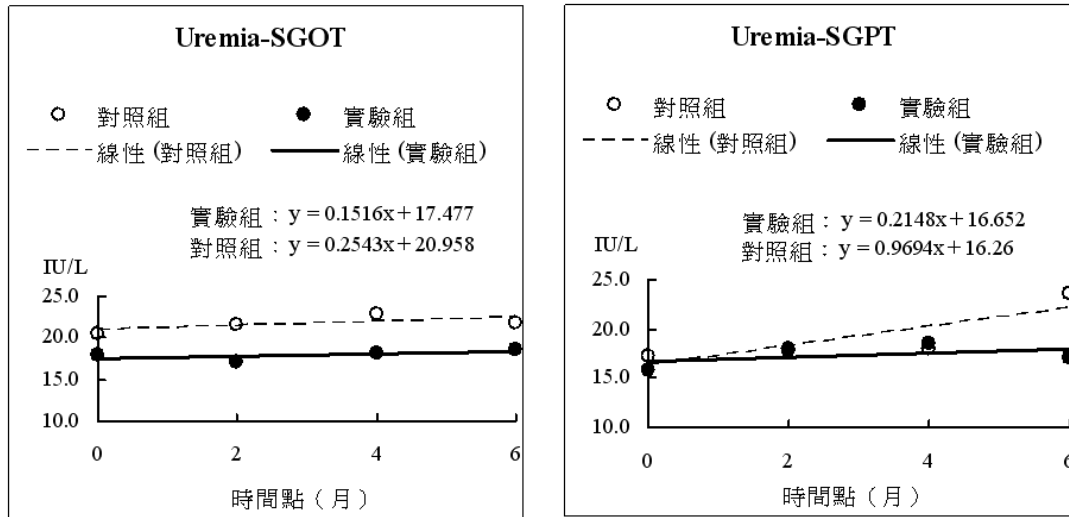 Uremia-SGOT
對照組 實驗組
線性 (對照組) 線性 (實驗組)
實驗組：y = 0.1516x + 17.477
對照組：y = 0.2543x + 20.958
IU/L
25.0
20.0
15.0
10.0
0 2 4 6
時間點（月）
Uremia-SGPT
對照組 實驗組
線性 (對照組) 線性 (實驗組)
實驗組：y = 0.2148x + 16.652
對照組：y = 0.9694x + 16.26
IU/L
25.0
20.0
15.0
10.0
0 2 4 6
時間點（月）